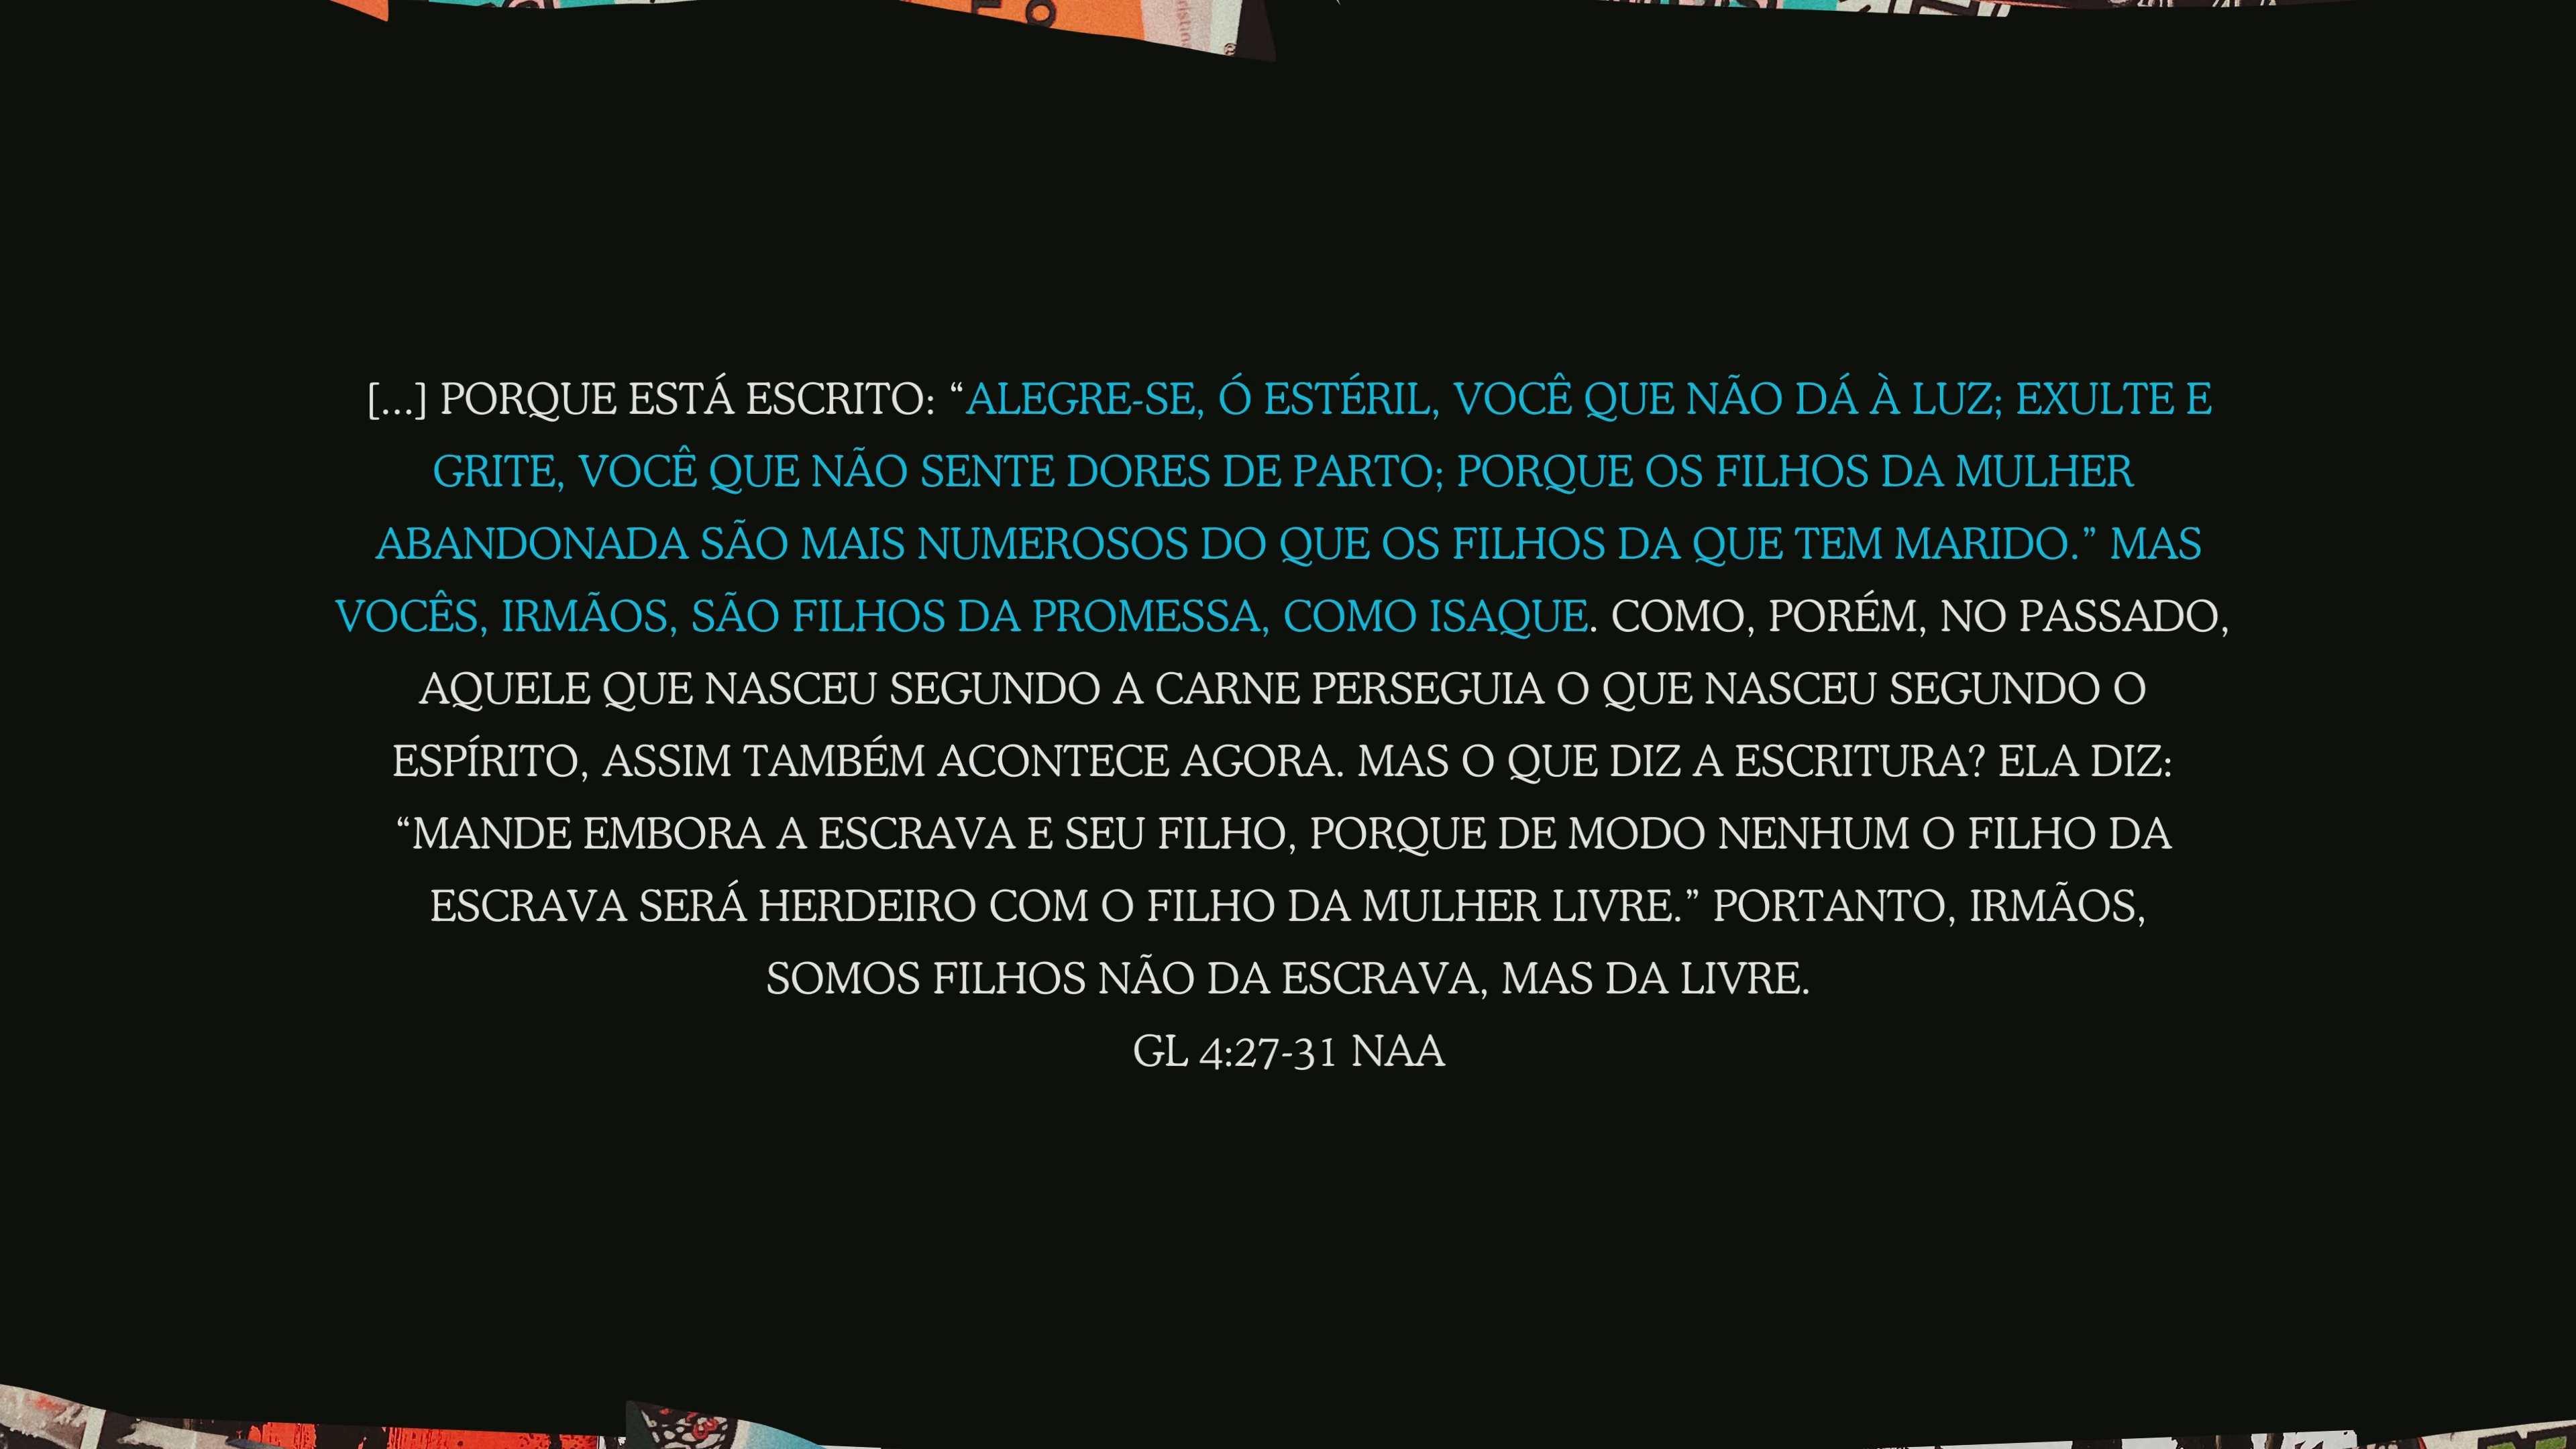 [...] PORQUE ESTÁ ESCRITO: “ALEGRE-SE, Ó ESTÉRIL, VOCÊ QUE NÃO DÁ À LUZ; EXULTE E
GRITE, VOCÊ QUE NÃO SENTE DORES DE PARTO; PORQUE OS FILHOS DA MULHER
ABANDONADA SÃO MAIS NUMEROSOS DO QUE OS FILHOS DA QUE TEM MARIDO.” MAS
VOCÊS, IRMÃOS, SÃO FILHOS DA PROMESSA, COMO ISAQUE. COMO, PORÉM, NO PASSADO,
AQUELE QUE NASCEU SEGUNDO A CARNE PERSEGUIA O QUE NASCEU SEGUNDO O
ESPÍRITO, ASSIM TAMBÉM ACONTECE AGORA. MAS O QUE DIZ A ESCRITURA? ELA DIZ:
“MANDE EMBORA A ESCRAVA E SEU FILHO, PORQUE DE MODO NENHUM O FILHO DA
ESCRAVA SERÁ HERDEIRO COM O FILHO DA MULHER LIVRE.” PORTANTO, IRMÃOS,
SOMOS FILHOS NÃO DA ESCRAVA, MAS DA LIVRE.
GL 4:27-31 NAA